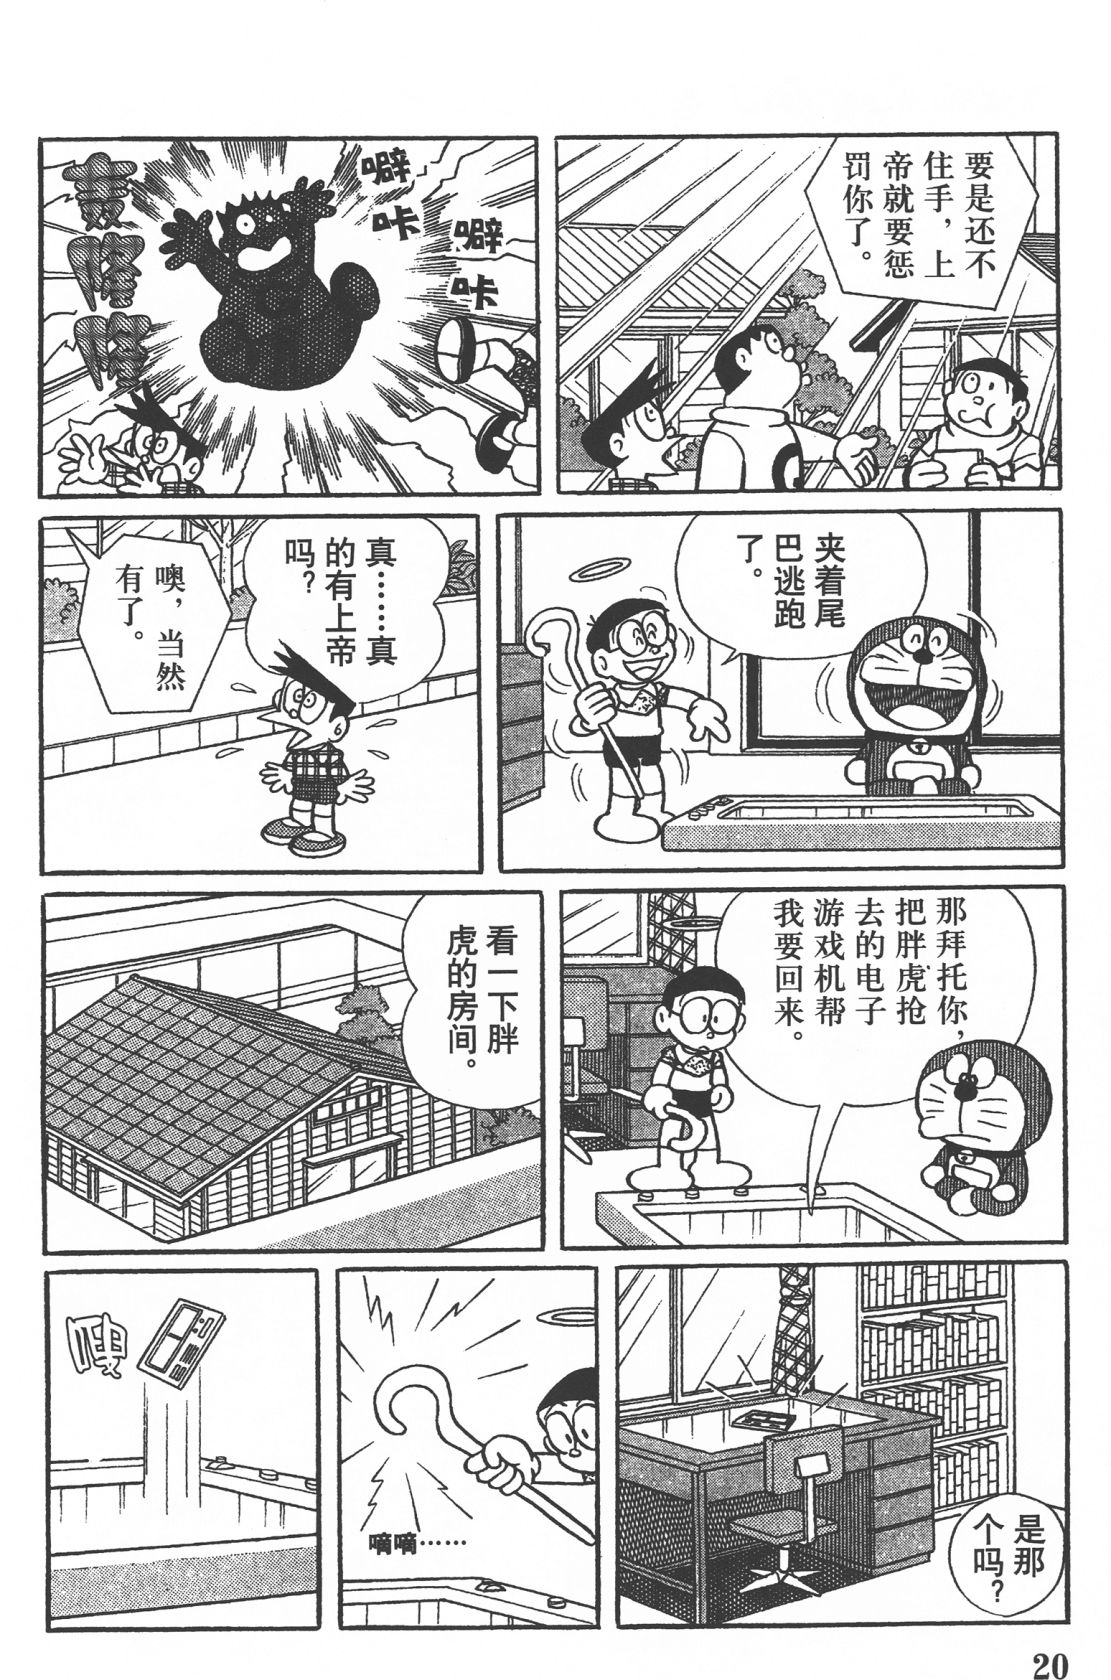 要是还不
住手，上
帝就要惩
罚你了。
噼
咔
噼
咔
轰
隆
隆
夹着尾
巴逃跑
了。
真……真
的有上帝
吗？
噢，当然
有了。
那拜托你，
把胖虎抢
去的电子
游戏机帮
我要回来。
看一下胖
虎的房间。
是那
个吗？
嘀嘀……
嗖
20